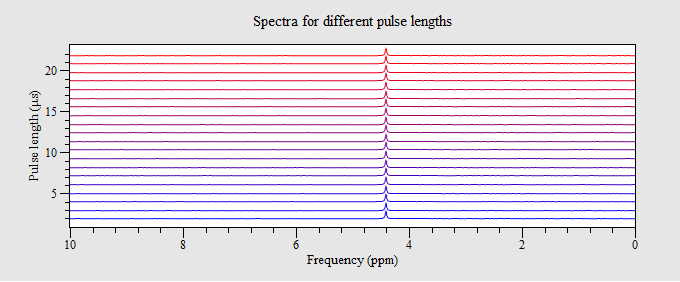 Spectra for different pulse lengths
Pulse length (μs)
20
15
10
5
10 8 6 4 2 0
Frequency (ppm)